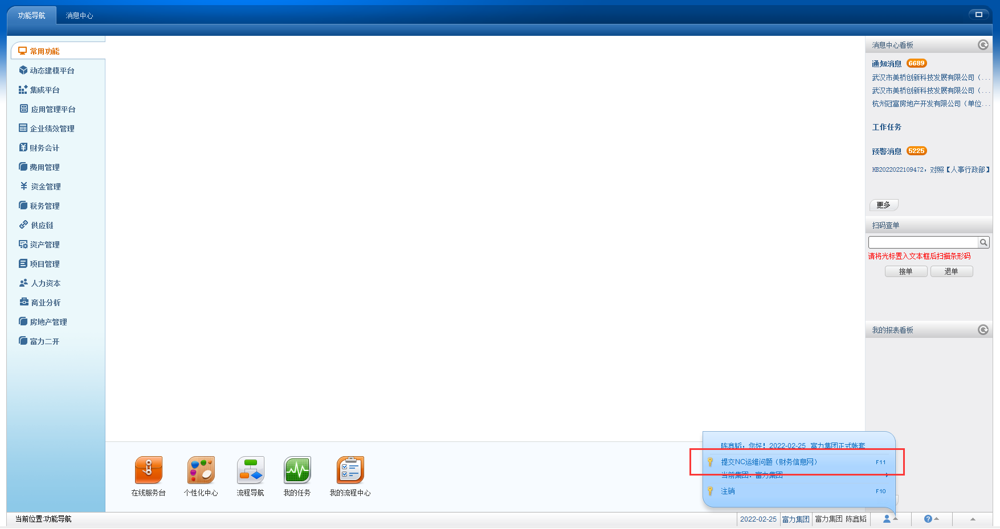 功能导航
消息中心
常用功能
动态建模平台
集成平台
应用管理平台
企业绩效管理
财务会计
费用管理
资金管理
税务管理
供应链
资产管理
项目管理
人力资本
商业分析
房地产管理
富力二开
消息中心看板
通知消息 6689
武汉市美桥创新科技发展有限公司（...
武汉市美桥创新科技发展有限公司（...
杭州冠富房地产开发有限公司（单位...
工作任务
预警消息 5225
HB2022022109472，对照【人事行政部】
更多
扫码查单
请将光标置入文本框后扫描条形码
接单 退单
我的报表看板
在线服务台
个性化中心
流程导航
我的任务
我的流程中心
陈鑫韬，您好！2022-02-25 富力集团正式帐套
提交NC运维问题（财务信息网） F11
当前集团：富力集团
注销 F10
当前位置:功能导航
2022-02-25 富力集团 富力集团 陈鑫韬